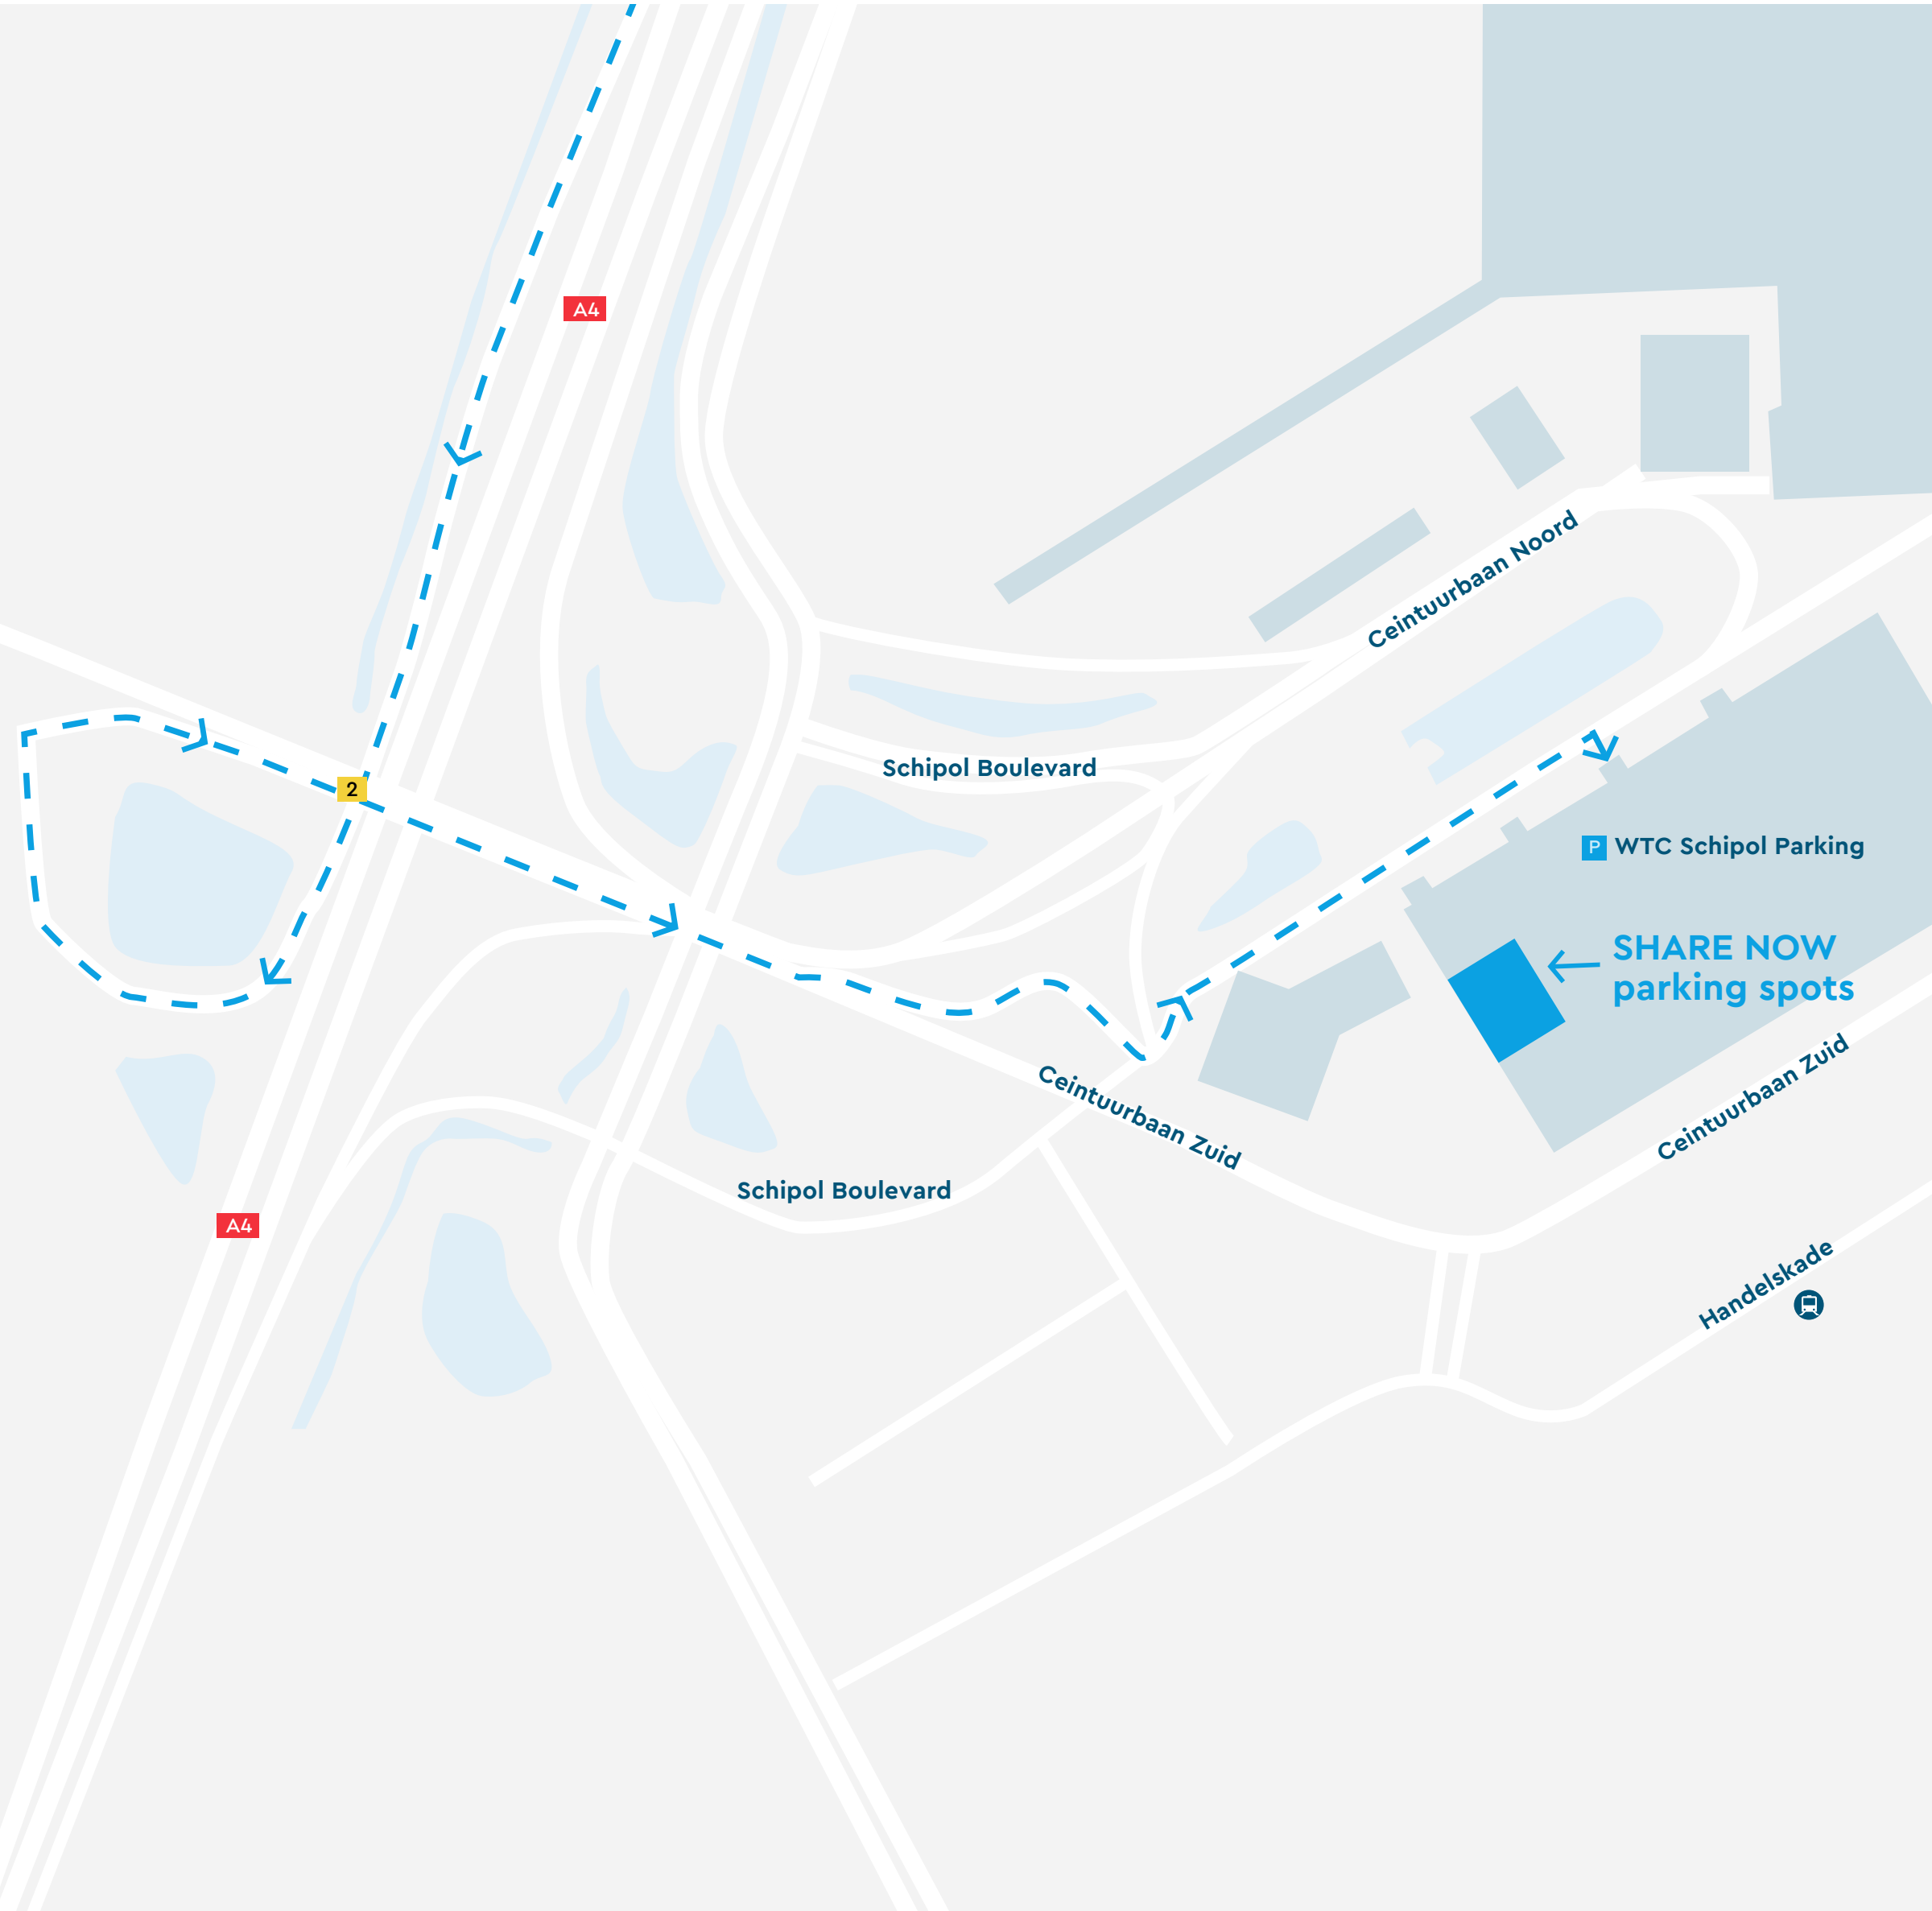 A4
Ceintuurbaan Noord
Schipol Boulevard
2
P WTC Schipol Parking
SHARE NOW
parking spots
Ceintuurbaan Zuid
Ceintuurbaan Zuid
Schipol Boulevard
A4
Handelskade